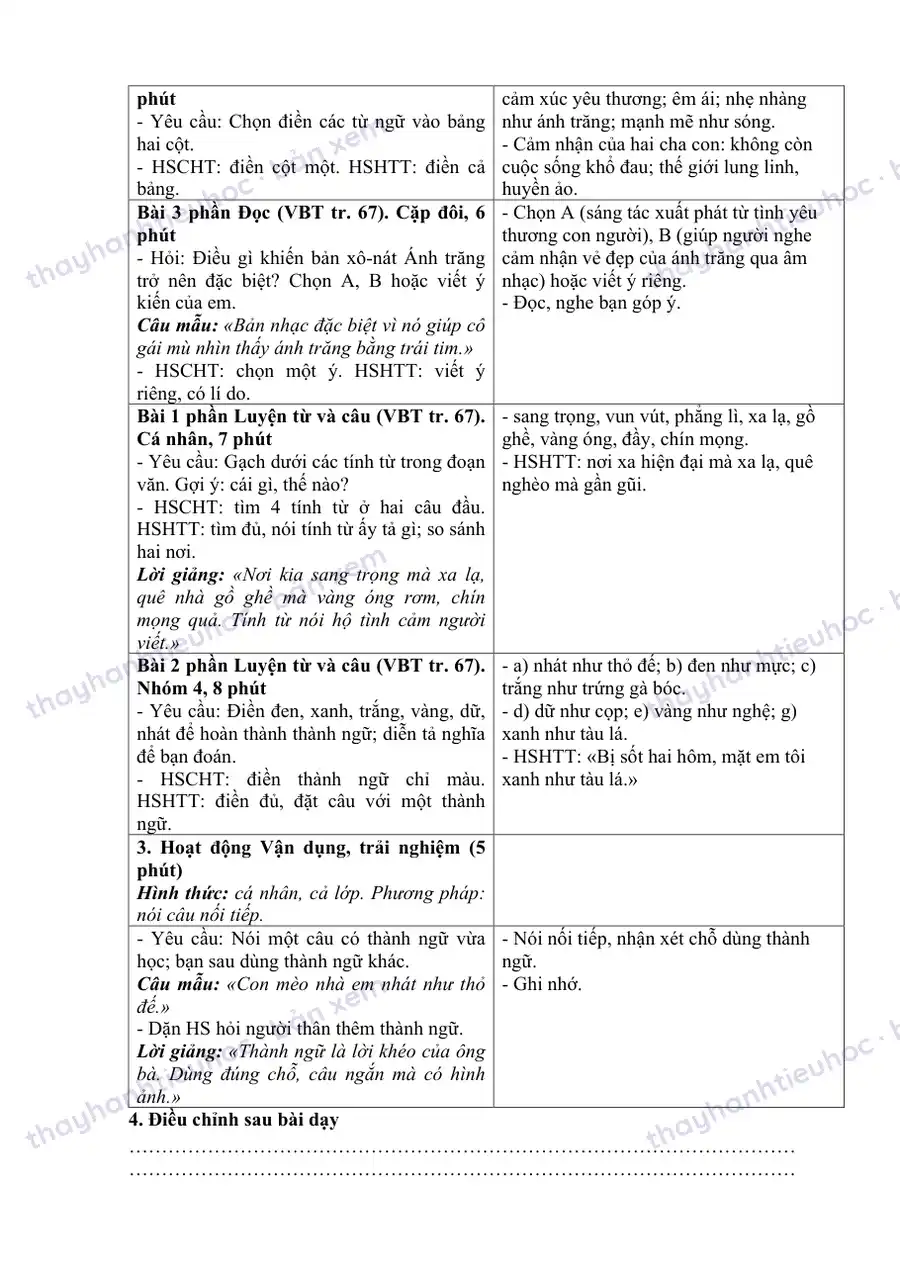 phút
- Yêu cầu: Chọn điền các từ ngữ vào bảng
hai cột.
- HSCHT: điền cột một. HSHTT: điền cả
bảng.
cảm xúc yêu thương; êm ái; nhẹ nhàng
như ánh trăng; mạnh mẽ như sóng.
- Cảm nhận của hai cha con: không còn
cuộc sống khổ đau; thế giới lung linh,
huyền ảo.
Bài 3 phần Đọc (VBT tr. 67). Cặp đôi, 6
phút
- Hỏi: Điều gì khiến bản xô-nát Ánh trăng
trở nên đặc biệt? Chọn A, B hoặc viết ý
kiến của em.
Câu mẫu: «Bản nhạc đặc biệt vì nó giúp cô
gái mù nhìn thấy ánh trăng bằng trái tim.»
- HSCHT: chọn một ý. HSHTT: viết ý
riêng, có lí do.
- Chọn A (sáng tác xuất phát từ tình yêu
thương con người), B (giúp người nghe
cảm nhận vẻ đẹp của ánh trăng qua âm
nhạc) hoặc viết ý riêng.
- Đọc, nghe bạn góp ý.
Bài 1 phần Luyện từ và câu (VBT tr. 67).
Cá nhân, 7 phút
- Yêu cầu: Gạch dưới các tính từ trong đoạn
văn. Gợi ý: cái gì, thế nào?
- HSCHT: tìm 4 tính từ ở hai câu đầu.
HSHTT: tìm đủ, nói tính từ ấy tả gì; so sánh
hai nơi.
Lời giảng: «Nơi kia sang trọng mà xa lạ,
quê nhà gồ ghề mà vàng óng rơm, chín
mọng quả. Tính từ nói hộ tình cảm người
viết.»
- sang trọng, vun vút, phẳng lì, xa lạ, gồ
ghề, vàng óng, đầy, chín mọng.
- HSHTT: nơi xa hiện đại mà xa lạ, quê
nghèo mà gần gũi.
Bài 2 phần Luyện từ và câu (VBT tr. 67).
Nhóm 4, 8 phút
- Yêu cầu: Điền đen, xanh, trắng, vàng, dữ,
nhát để hoàn thành thành ngữ; diễn tả nghĩa
để bạn đoán.
- HSCHT: điền thành ngữ chỉ màu.
HSHTT: điền đủ, đặt câu với một thành
ngữ.
- a) nhát như thỏ đế; b) đen như mực; c)
trắng như trứng gà bóc.
- d) dữ như cọp; e) vàng như nghệ; g)
xanh như tàu lá.
- HSHTT: «Bị sốt hai hôm, mặt em tôi
xanh như tàu lá.»
3. Hoạt động Vận dụng, trải nghiệm (5
phút)
Hình thức: cá nhân, cả lớp. Phương pháp:
nói câu nối tiếp.
- Yêu cầu: Nói một câu có thành ngữ vừa
học; bạn sau dùng thành ngữ khác.
Câu mẫu: «Con mèo nhà em nhát như thỏ
đế.»
- Dặn HS hỏi người thân thêm thành ngữ.
Lời giảng: «Thành ngữ là lời khéo của ông
bà. Dùng đúng chỗ, câu ngắn mà có hình
ảnh.»
- Nói nối tiếp, nhận xét chỗ dùng thành
ngữ.
- Ghi nhớ.
4. Điều chỉnh sau bài dạy
……………………………………………………………………………………
……………………………………………………………………………………
thayhanhtieuhoc · bản xem
thayhanhtieuhoc · b
thayhanhtieuhoc · bản xem
thayhanhtieuhoc · b
thayhanhtieuhoc · bản xem
thayhanhtieuhoc · b